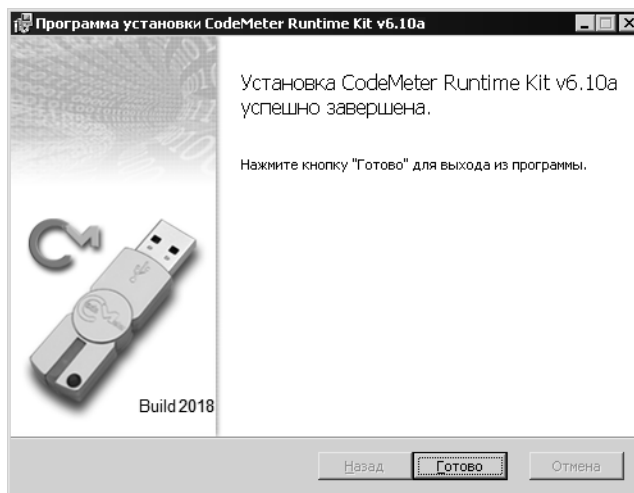 Программа установки CodeMeter Runtime Kit v6.10a
Установка CodeMeter Runtime Kit v6.10a
успешно завершена.
Нажмите кнопку "Готово" для выхода из программы.
Build 2018
Назад
Готово
Отмена